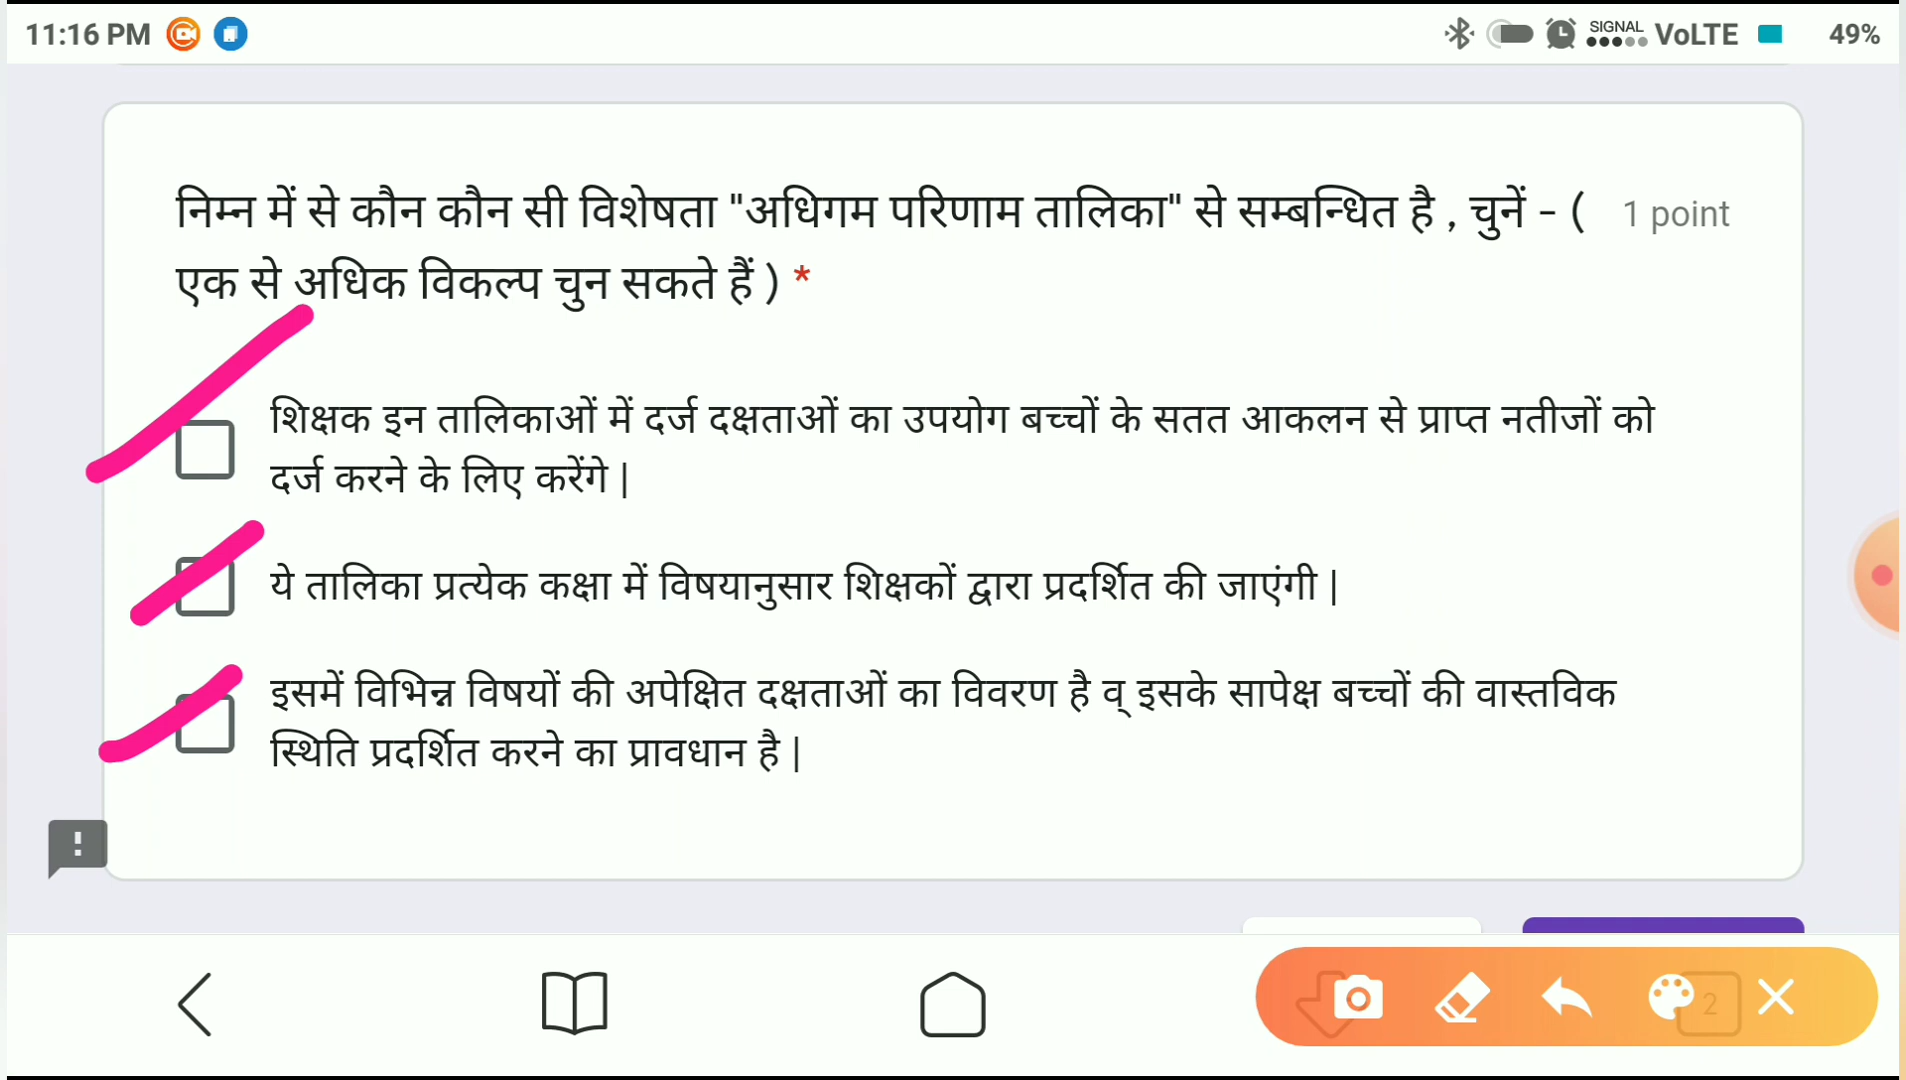 11:16 PM SIGNAL VoLTE 49%
निम्न में से कौन कौन सी विशेषता "अधिगम परिणाम तालिका" से सम्बन्धित है , चुनें - ( 1 point
एक से अधिक विकल्प चुन सकते हैं ) *
शिक्षक इन तालिकाओं में दर्ज दक्षताओं का उपयोग बच्चों के सतत आकलन से प्राप्त नतीजों को
दर्ज करने के लिए करेंगे |
ये तालिका प्रत्येक कक्षा में विषयानुसार शिक्षकों द्वारा प्रदर्शित की जाएंगी |
इसमें विभिन्न विषयों की अपेक्षित दक्षताओं का विवरण है व् इसके सापेक्ष बच्चों की वास्तविक
स्थिति प्रदर्शित करने का प्रावधान है |
2